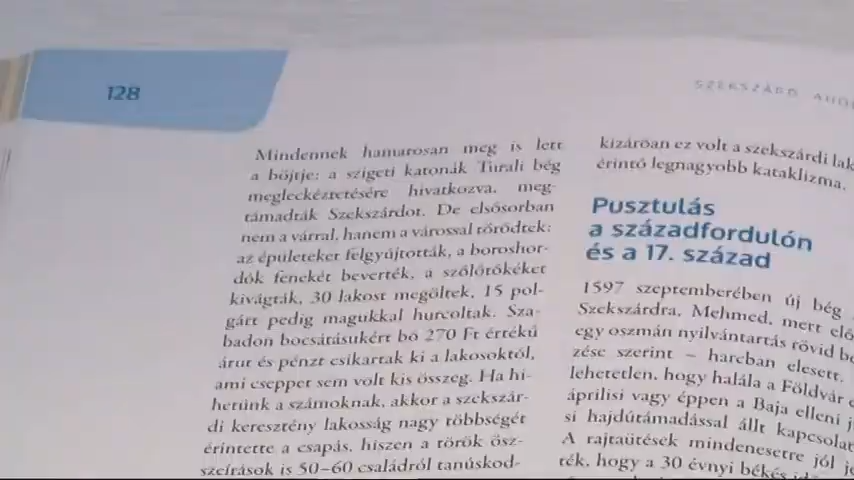 128
SZEKSZÁRD
Mindennek hamarosan meg is lett
a böjtje: a szigeti katonák Turali bég
megleckéztetésére hivatkozva, meg-
támadták Szekszárdot. De elsősorban
nem a várral, hanem a várossal törődtek:
az épületeket felgyújtották, a boroshor-
dók fenekét beverték, a szőlőtőkéket
kivágták, 30 lakost megöltek, 15 pol-
gárt pedig magukkal hurcoltak. Sza-
badon bocsátásukért bő 270 Ft értékű
árut és pénzt csikartak ki a lakosoktól,
ami cseppet sem volt kis összeg. Ha hi-
hetünk a számoknak, akkor a szekszár-
di keresztény lakosság nagy többségét
érintette a csapás, hiszen a török ösz-
szeírások is 50–60 családról tanúskod-
kizáróan ez volt a szekszárdi lak
érintő legnagyobb kataklizma.
Pusztulás
a századfordulón
és a 17. század
1597 szeptemberében új bég
Szekszárdra, Mehmed, mert elő
egy oszmán nyilvántartás rövid be
zése szerint – harcban elesett.
lehetetlen, hogy halála a Földvár
áprilisi vagy éppen a Baja elleni
si hajdútámadással állt kapcsolat
A rajtaütések mindenesetre jól
ték, hogy a 30 évnyi békés